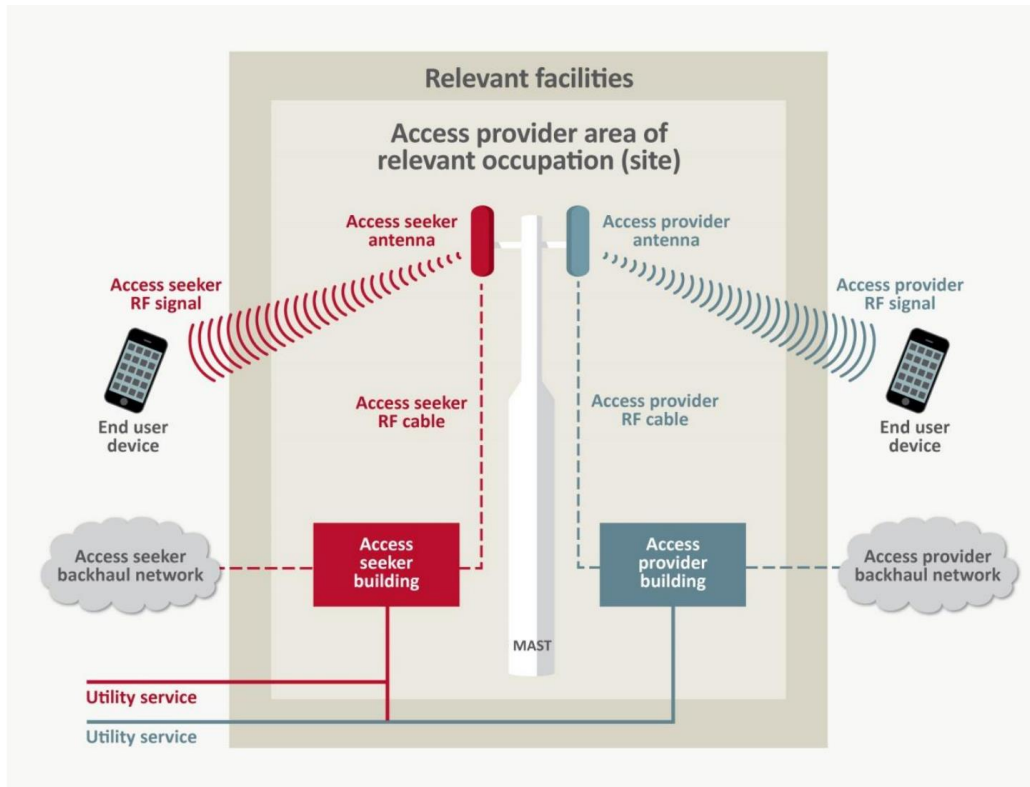 Relevant facilities
Access provider area of
relevant occupation (site)
Access seeker
antenna
Access provider
antenna
Access seeker
RF signal
Access provider
RF signal
End user
device
Access seeker
RF cable
Access provider
RF cable
End user
device
Access seeker
backhaul network
Access
seeker
building
Access
provider
building
Access provider
backhaul network
MAST
Utility service
Utility service